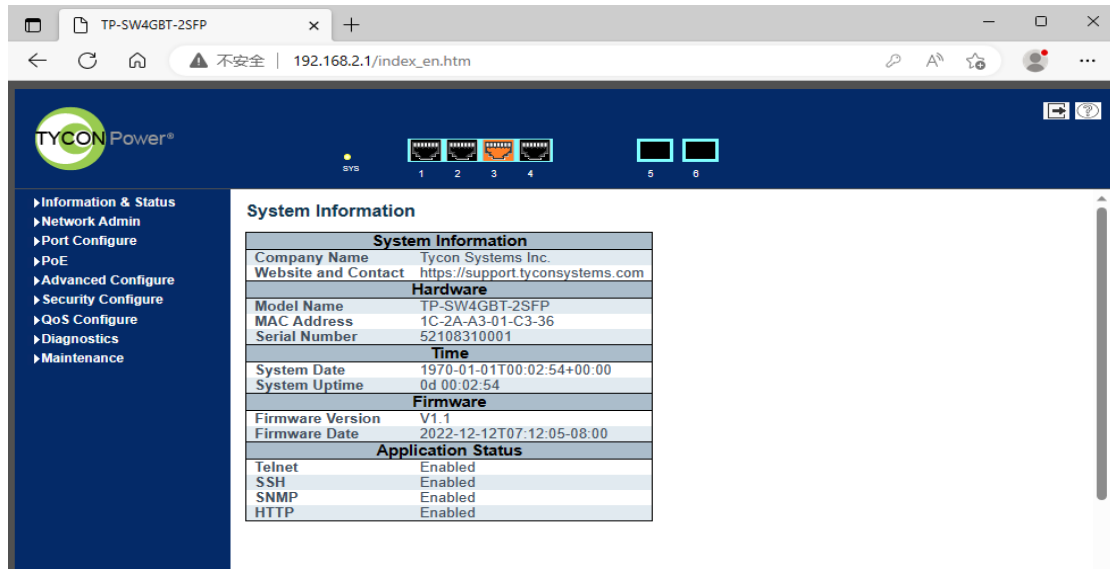 TP-SW4GBT-2SFP
不安全 | 192.168.2.1/index_en.htm
TYCON Power®
SYS 1 2 3 4 5 6
Information & Status
Network Admin
Port Configure
PoE
Advanced Configure
Security Configure
QoS Configure
Diagnostics
Maintenance
System Information
System Information
Company Name Tycon Systems Inc.
Website and Contact https://support.tyconsystems.com
Hardware
Model Name TP-SW4GBT-2SFP
MAC Address 1C-2A-A3-01-C3-36
Serial Number 52108310001
Time
System Date 1970-01-01T00:02:54+00:00
System Uptime 0d 00:02:54
Firmware
Firmware Version V1.1
Firmware Date 2022-12-12T07:12:05-08:00
Application Status
Telnet Enabled
SSH Enabled
SNMP Enabled
HTTP Enabled